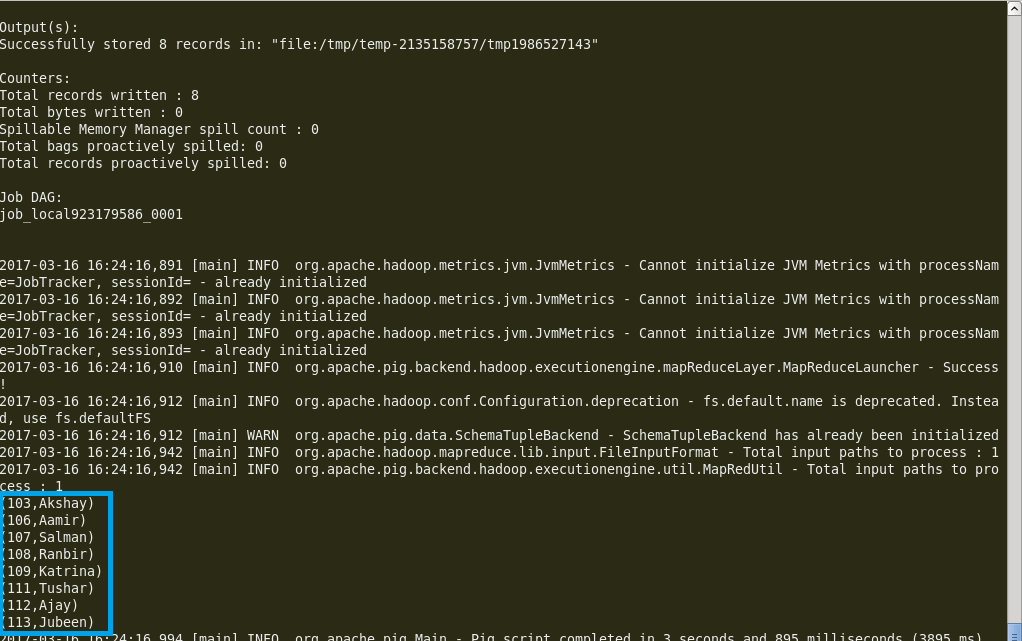 Output(s):
Successfully stored 8 records in: "file:/tmp/temp-2135158757/tmp1986527143"
Counters:
Total records written : 8
Total bytes written : 0
Spillable Memory Manager spill count : 0
Total bags proactively spilled: 0
Total records proactively spilled: 0
Job DAG:
job_local923179586_0001
2017-03-16 16:24:16,891 [main] INFO  org.apache.hadoop.metrics.jvm.JvmMetrics - Cannot initialize JVM Metrics with processNam
e=JobTracker, sessionId= - already initialized
2017-03-16 16:24:16,892 [main] INFO  org.apache.hadoop.metrics.jvm.JvmMetrics - Cannot initialize JVM Metrics with processNam
e=JobTracker, sessionId= - already initialized
2017-03-16 16:24:16,893 [main] INFO  org.apache.hadoop.metrics.jvm.JvmMetrics - Cannot initialize JVM Metrics with processNam
e=JobTracker, sessionId= - already initialized
2017-03-16 16:24:16,910 [main] INFO  org.apache.pig.backend.hadoop.executionengine.mapReduceLayer.MapReduceLauncher - Success
!
2017-03-16 16:24:16,912 [main] INFO  org.apache.hadoop.conf.Configuration.deprecation - fs.default.name is deprecated. Instea
d, use fs.defaultFS
2017-03-16 16:24:16,912 [main] WARN  org.apache.pig.data.SchemaTupleBackend - SchemaTupleBackend has already been initialized
2017-03-16 16:24:16,942 [main] INFO  org.apache.hadoop.mapreduce.lib.input.FileInputFormat - Total input paths to process : 1
2017-03-16 16:24:16,942 [main] INFO  org.apache.pig.backend.hadoop.executionengine.util.MapRedUtil - Total input paths to pro
cess : 1
(103,Akshay)
(106,Aamir)
(107,Salman)
(108,Ranbir)
(109,Katrina)
(111,Tushar)
(112,Ajay)
(113,Jubeen)
2017-03-16 16:24:16,994 [main] INFO  org.apache.pig.Main - Pig script completed in 3 seconds and 895 milliseconds (3895 ms)